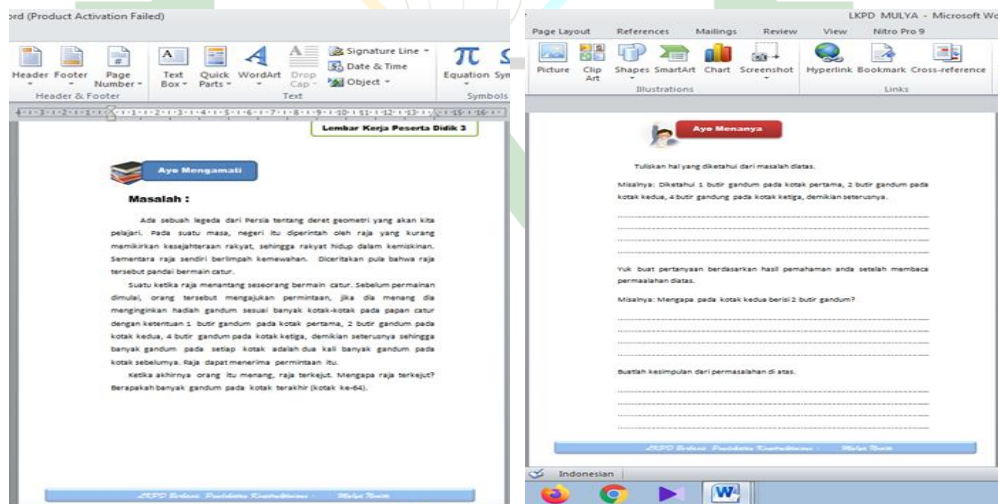 ord (Product Activation Failed)
Header Footer Page Number
Text Box Quick Parts WordArt Drop Cap
Signature Line
Date & Time
Object
Equation
Header & Footer
Text
Symbols
Lembar Kerja Peserta Didik 3
Ayo Mengamati
Masalah :
Ada sebuah legeda dari Persia tentang deret geometri yang akan kita
pelajari. Pada suatu masa, negeri itu diperintah oleh raja yang kurang
memikirkan kesejahteraan rakyat, sehingga rakyat hidup dalam kemiskinan.
Sementara raja sendiri berlimpah kemewahan. Diceritakan pula bahwa raja
tersebut pandai bermain catur.
Suatu ketika raja menantang seseorang bermain catur. Sebelum permainan
dimulai, orang tersebut mengajukan permintaan, jika dia menang dia
menginginkan hadiah gandum sesuai banyak kotak-kotak pada papan catur
dengan ketentuan 1 butir gandum pada kotak pertama, 2 butir gandum pada
kotak kedua, 4 butir gandum pada kotak ketiga, demikian seterusnya sehingga
banyak gandum pada setiap kotak adalah dua kali banyak gandum pada
kotak sebelumya. Raja dapat menerima permintaan itu.
Ketika akhirnya orang itu menang, raja terkejut. Mengapa raja terkejut?
Berapakah banyak gandum pada kotak terakhir (kotak ke-64).
LKPD MULYA - Microsoft Wo
Page Layout References Mailings Review View Nitro Pro 9
Picture Clip Art Shapes SmartArt Chart Screenshot
Hyperlink Bookmark Cross-reference
Illustrations
Links
Ayo Menanya
Tuliskan hal yang diketahui dari masalah diatas.
Misalnya: Diketahui 1 butir gandum pada kotak pertama, 2 butir gandum pada
kotak kedua, 4 butir gandung pada kotak ketiga, demikian seterusnya.
Yuk buat pertanyaan berdasarkan hasil pemahaman anda setelah membaca
permasalahan diatas.
Misalnya: Mengapa pada kotak kedua berisi 2 butir gandum?
Buatlah kesimpulan dari permasalahan di atas.
Indonesian